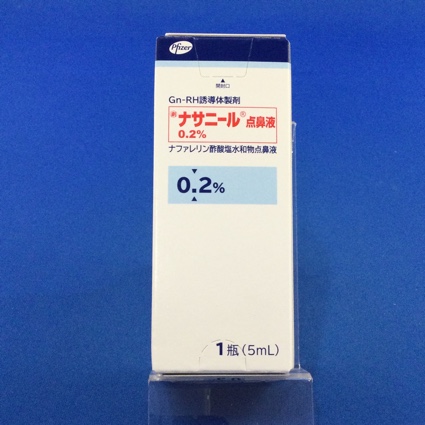 Pfizer
開封口
Gn-RH誘導体製剤
ナサニール®点鼻液
0.2%
ナファレリン酢酸塩水和物点鼻液
0.2%
1瓶(5mL)